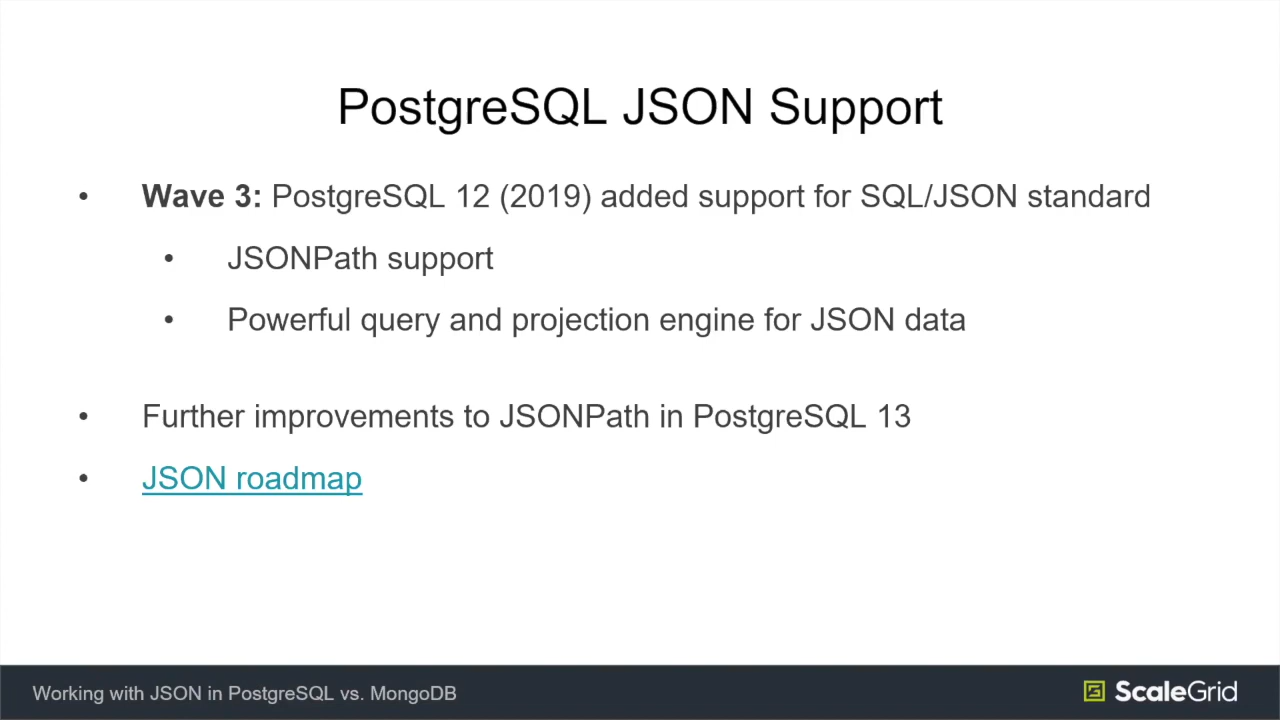 PostgreSQL JSON Support
• Wave 3: PostgreSQL 12 (2019) added support for SQL/JSON standard
• JSONPath support
• Powerful query and projection engine for JSON data
• Further improvements to JSONPath in PostgreSQL 13
• JSON roadmap
Working with JSON in PostgreSQL vs. MongoDB
ScaleGrid